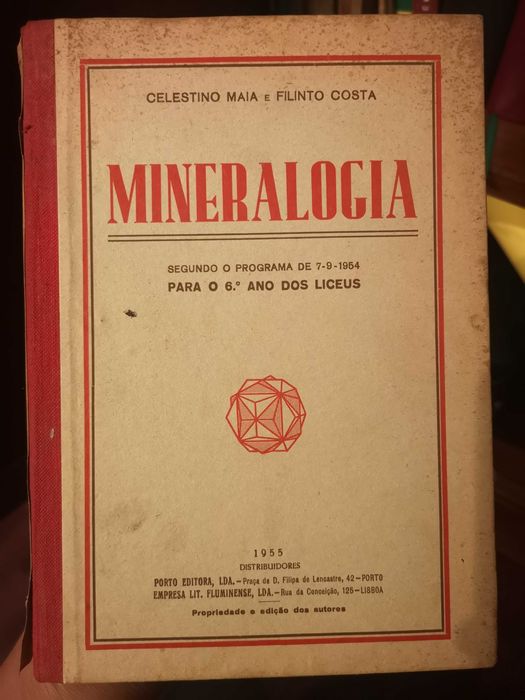 CELESTINO MAIA E FILINTO COSTA
MINERALOGIA
SEGUNDO O PROGRAMA DE 7-9-1954
PARA O 6.º ANO DOS LICEUS
1955
DISTRIBUIDORES
PORTO EDITORA, LDA.—Praça de D. Filipa de Lencastre, 42-PORTO
EMPRESA LIT. FLUMINENSE, LDA.—Rua da Conceição, 125-LISBOA
Propriedade e edição dos autores